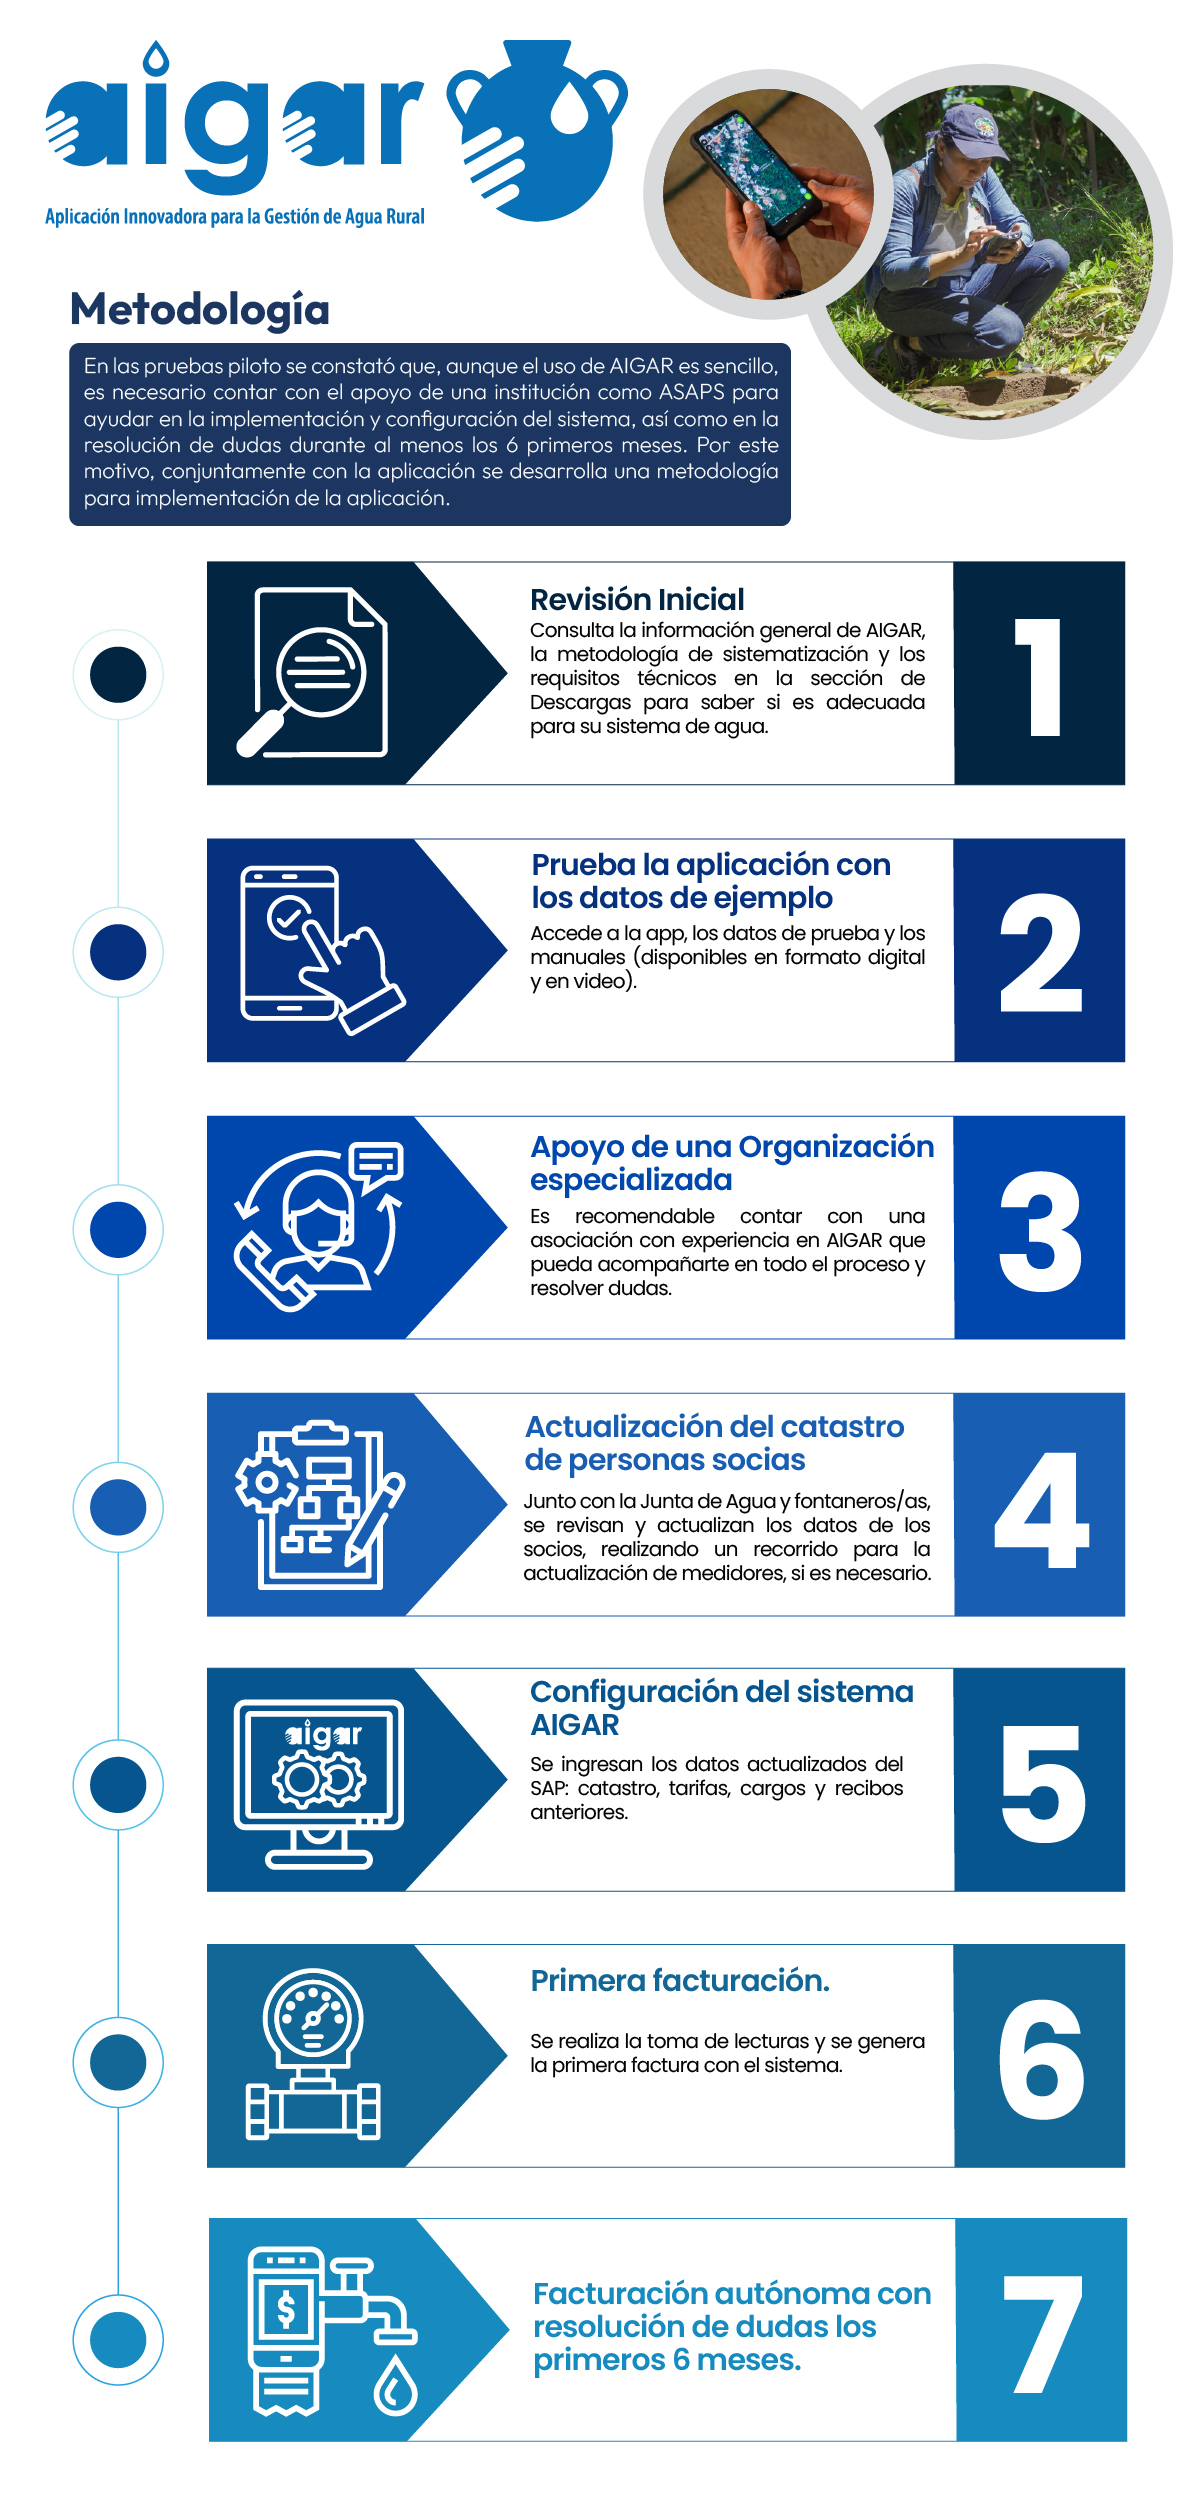 aigar
Aplicación Innovadora para la Gestión de Agua Rural
Metodología
En las pruebas piloto se constató que, aunque el uso de AIGAR es sencillo,
es necesario contar con el apoyo de una institución como ASAPS para
ayudar en la implementación y configuración del sistema, así como en la
resolución de dudas durante al menos los 6 primeros meses. Por este
motivo, conjuntamente con la aplicación se desarrolla una metodología
para implementación de la aplicación.
Revisión Inicial
Consulta la información general de AIGAR,
la metodología de sistematización y los
requisitos técnicos en la sección de
Descargas para saber si es adecuada
para su sistema de agua.
1
Prueba la aplicación con
los datos de ejemplo
Accede a la app, los datos de prueba y los
manuales (disponibles en formato digital
y en video).
2
Apoyo de una Organización
especializada
Es recomendable contar con una
asociación con experiencia en AIGAR que
pueda acompañarte en todo el proceso y
resolver dudas.
3
Actualización del catastro
de personas socias
Junto con la Junta de Agua y fontaneros/as,
se revisan y actualizan los datos de los
socios, realizando un recorrido para la
actualización de medidores, si es necesario.
4
aigar
Configuración del sistema
AIGAR
Se ingresan los datos actualizados del
SAP: catastro, tarifas, cargos y recibos
anteriores.
5
Primera facturación.
Se realiza la toma de lecturas y se genera
la primera factura con el sistema.
6
$
Facturación autónoma con
resolución de dudas los
primeros 6 meses.
7